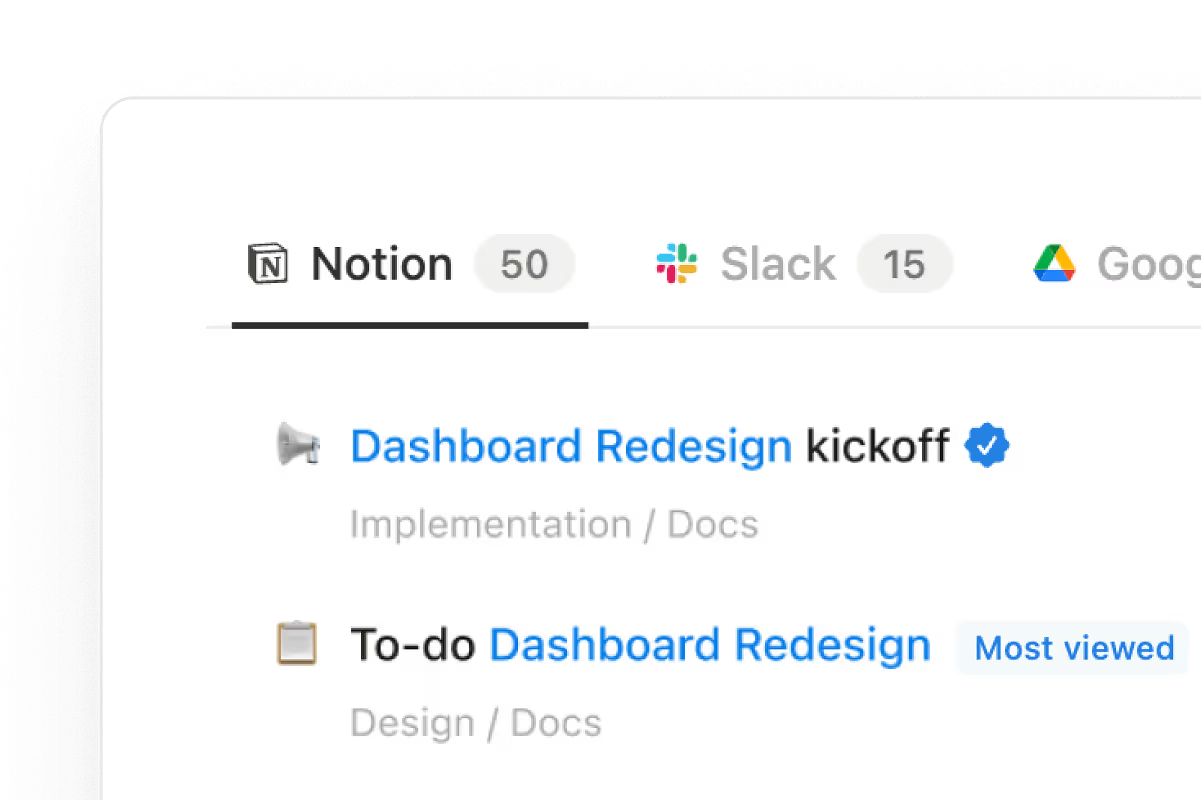 Notion 50 Slack 15 Goog
Dashboard Redesign kickoff
Implementation / Docs
To-do Dashboard Redesign Most viewed
Design / Docs